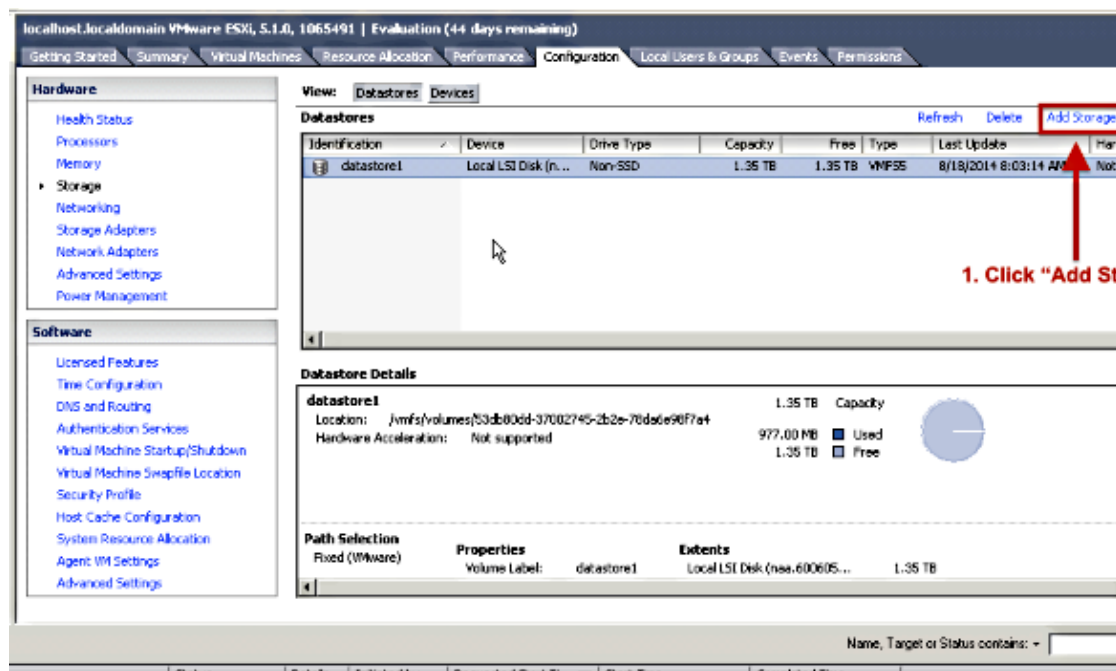 localhost.localdomain VMware ESXi, 5.1.0, 1065491 | Evaluation (44 days remaining)
Getting Started Summary Virtual Machines Resource Allocation Performance Configuration Local Users & Groups Events Permissions
Hardware
Health Status
Processors
Memory
Storage
Networking
Storage Adapters
Network Adapters
Advanced Settings
Power Management
Software
Licensed Features
Time Configuration
DNS and Routing
Authentication Services
Virtual Machine Startup/Shutdown
Virtual Machine Swapfile Location
Security Profile
Host Cache Configuration
System Resource Allocation
Agent VM Settings
Advanced Settings
View: Datastores Devices
Datastores Refresh Delete Add Storage
Identification Device Drive Type Capacity Free Type Last Update Har
datastore1 Local LSI Disk (n... Non-SSD 1.35 TB 1.35 TB VMFS5 8/18/2014 8:03:14 AM Not
1. Click “Add St
Datastore Details
datastore1 1.35 TB Capacity
Location: /vmfs/volumes/53db80dd-37002745-2b2e-78da6e98f7a4
Hardware Acceleration: Not supported
977.00 MB Used
1.35 TB Free
Path Selection
Fixed (VMware)
Properties
Volume Label: datastore1
Extents
Local LSI Disk (naa.600605... 1.35 TB
Name, Target or Status contains: